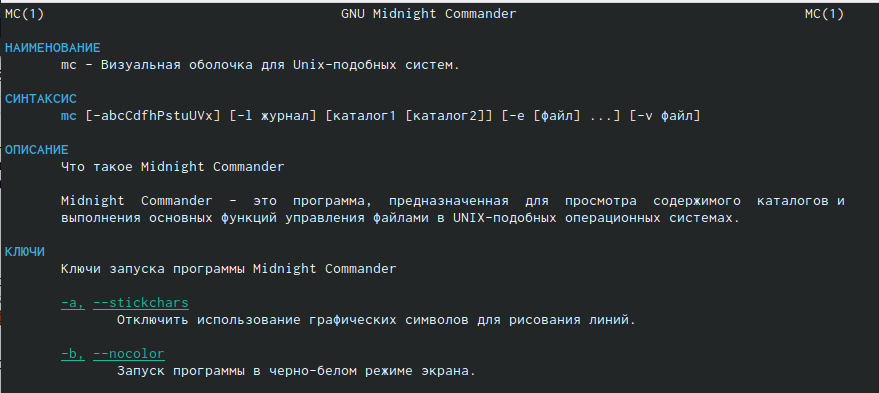 MC(1) GNU Midnight Commander MC(1)
НАИМЕНОВАНИЕ
mc - Визуальная оболочка для Unix-подобных систем.
СИНТАКСИС
mc [-abcCdfhPstuUVx] [-l журнал] [каталог1 [каталог2]] [-e [файл] ...] [-v файл]
ОПИСАНИЕ
Что такое Midnight Commander
Midnight Commander - это программа, предназначенная для просмотра содержимого каталогов и
выполнения основных функций управления файлами в UNIX-подобных операционных системах.
КЛЮЧИ
Ключи запуска программы Midnight Commander
-a, --stickchars
Отключить использование графических символов для рисования линий.
-b, --nocolor
Запуск программы в черно-белом режиме экрана.